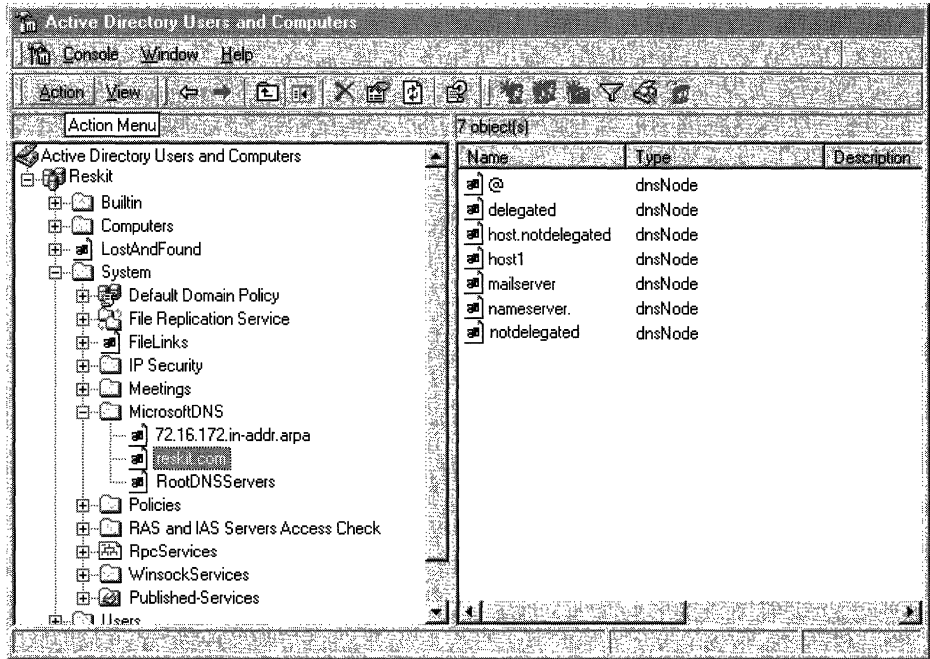 Active Directory Users and Computers
Console Window Help
Action View
Action Menu
7 object(s)
Active Directory Users and Computers
Reskit
Builtin
Computers
LostAndFound
System
Default Domain Policy
File Replication Service
FileLinks
IP Security
Meetings
MicrosoftDNS
72.16.172.in-addr.arpa
reskit.com
RootDNSServers
Policies
RAS and IAS Servers Access Check
RpcServices
WinsockServices
Published-Services
Users
Name Type Description
@ dnsNode
delegated dnsNode
host.notdelegated dnsNode
host1 dnsNode
mailserver dnsNode
nameserver. dnsNode
notdelegated dnsNode